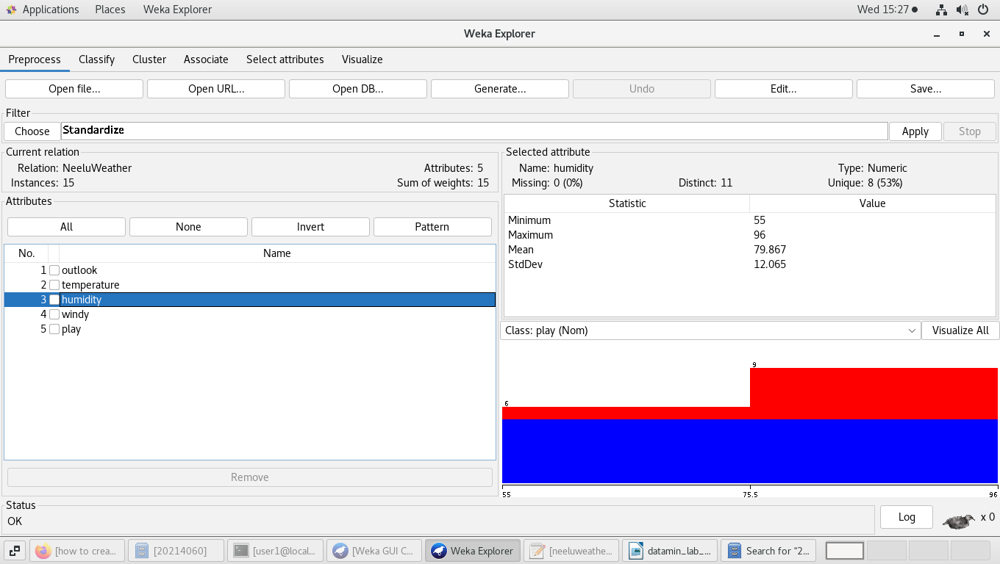 Applications Places Weka Explorer Wed 15:27
Weka Explorer
Preprocess Classify Cluster Associate Select attributes Visualize
Open file... Open URL... Open DB... Generate... Undo Edit... Save...
Filter
Choose Standardize Apply Stop
Current relation
Relation: NeeluWeather Attributes: 5
Instances: 15 Sum of weights: 15
Attributes
All None Invert Pattern
No. Name
1 outlook
2 temperature
3 humidity
4 windy
5 play
Remove
Selected attribute
Name: humidity Type: Numeric
Missing: 0 (0%) Distinct: 11 Unique: 8 (53%)
Statistic Value
Minimum 55
Maximum 96
Mean 79.867
StdDev 12.065
Class: play (Nom) Visualize All
9
6
55 75.5 96
Status
OK Log x 0
[how to crea... [20214060] [user1@local... [Weka GUI C... Weka Explorer [neeluweathe... datamin_lab_... Search for “2...